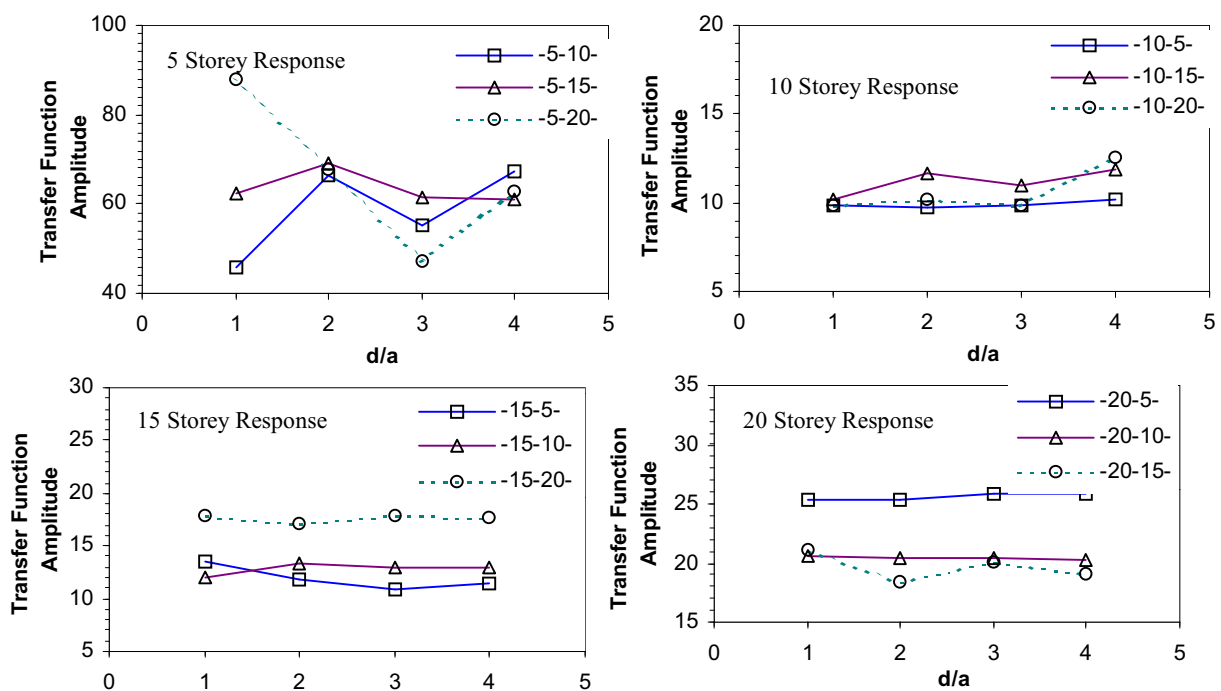 100
80
60
40
Transfer Function
Amplitude
5 Storey Response
-5-10-
-5-15-
-5-20-
0 1 2 3 4 5
d/a
20
15
10
5
Transfer Function
Amplitude
10 Storey Response
-10-5-
-10-15-
-10-20-
0 1 2 3 4 5
d/a
30
25
20
15
10
5
Transfer Function
Amplitude
15 Storey Response
-15-5-
-15-10-
-15-20-
0 1 2 3 4 5
35
30
25
20
15
Transfer Function
Amplitude
20 Storey Response
-20-5-
-20-10-
-20-15-
0 1 2 3 4 5
d/a